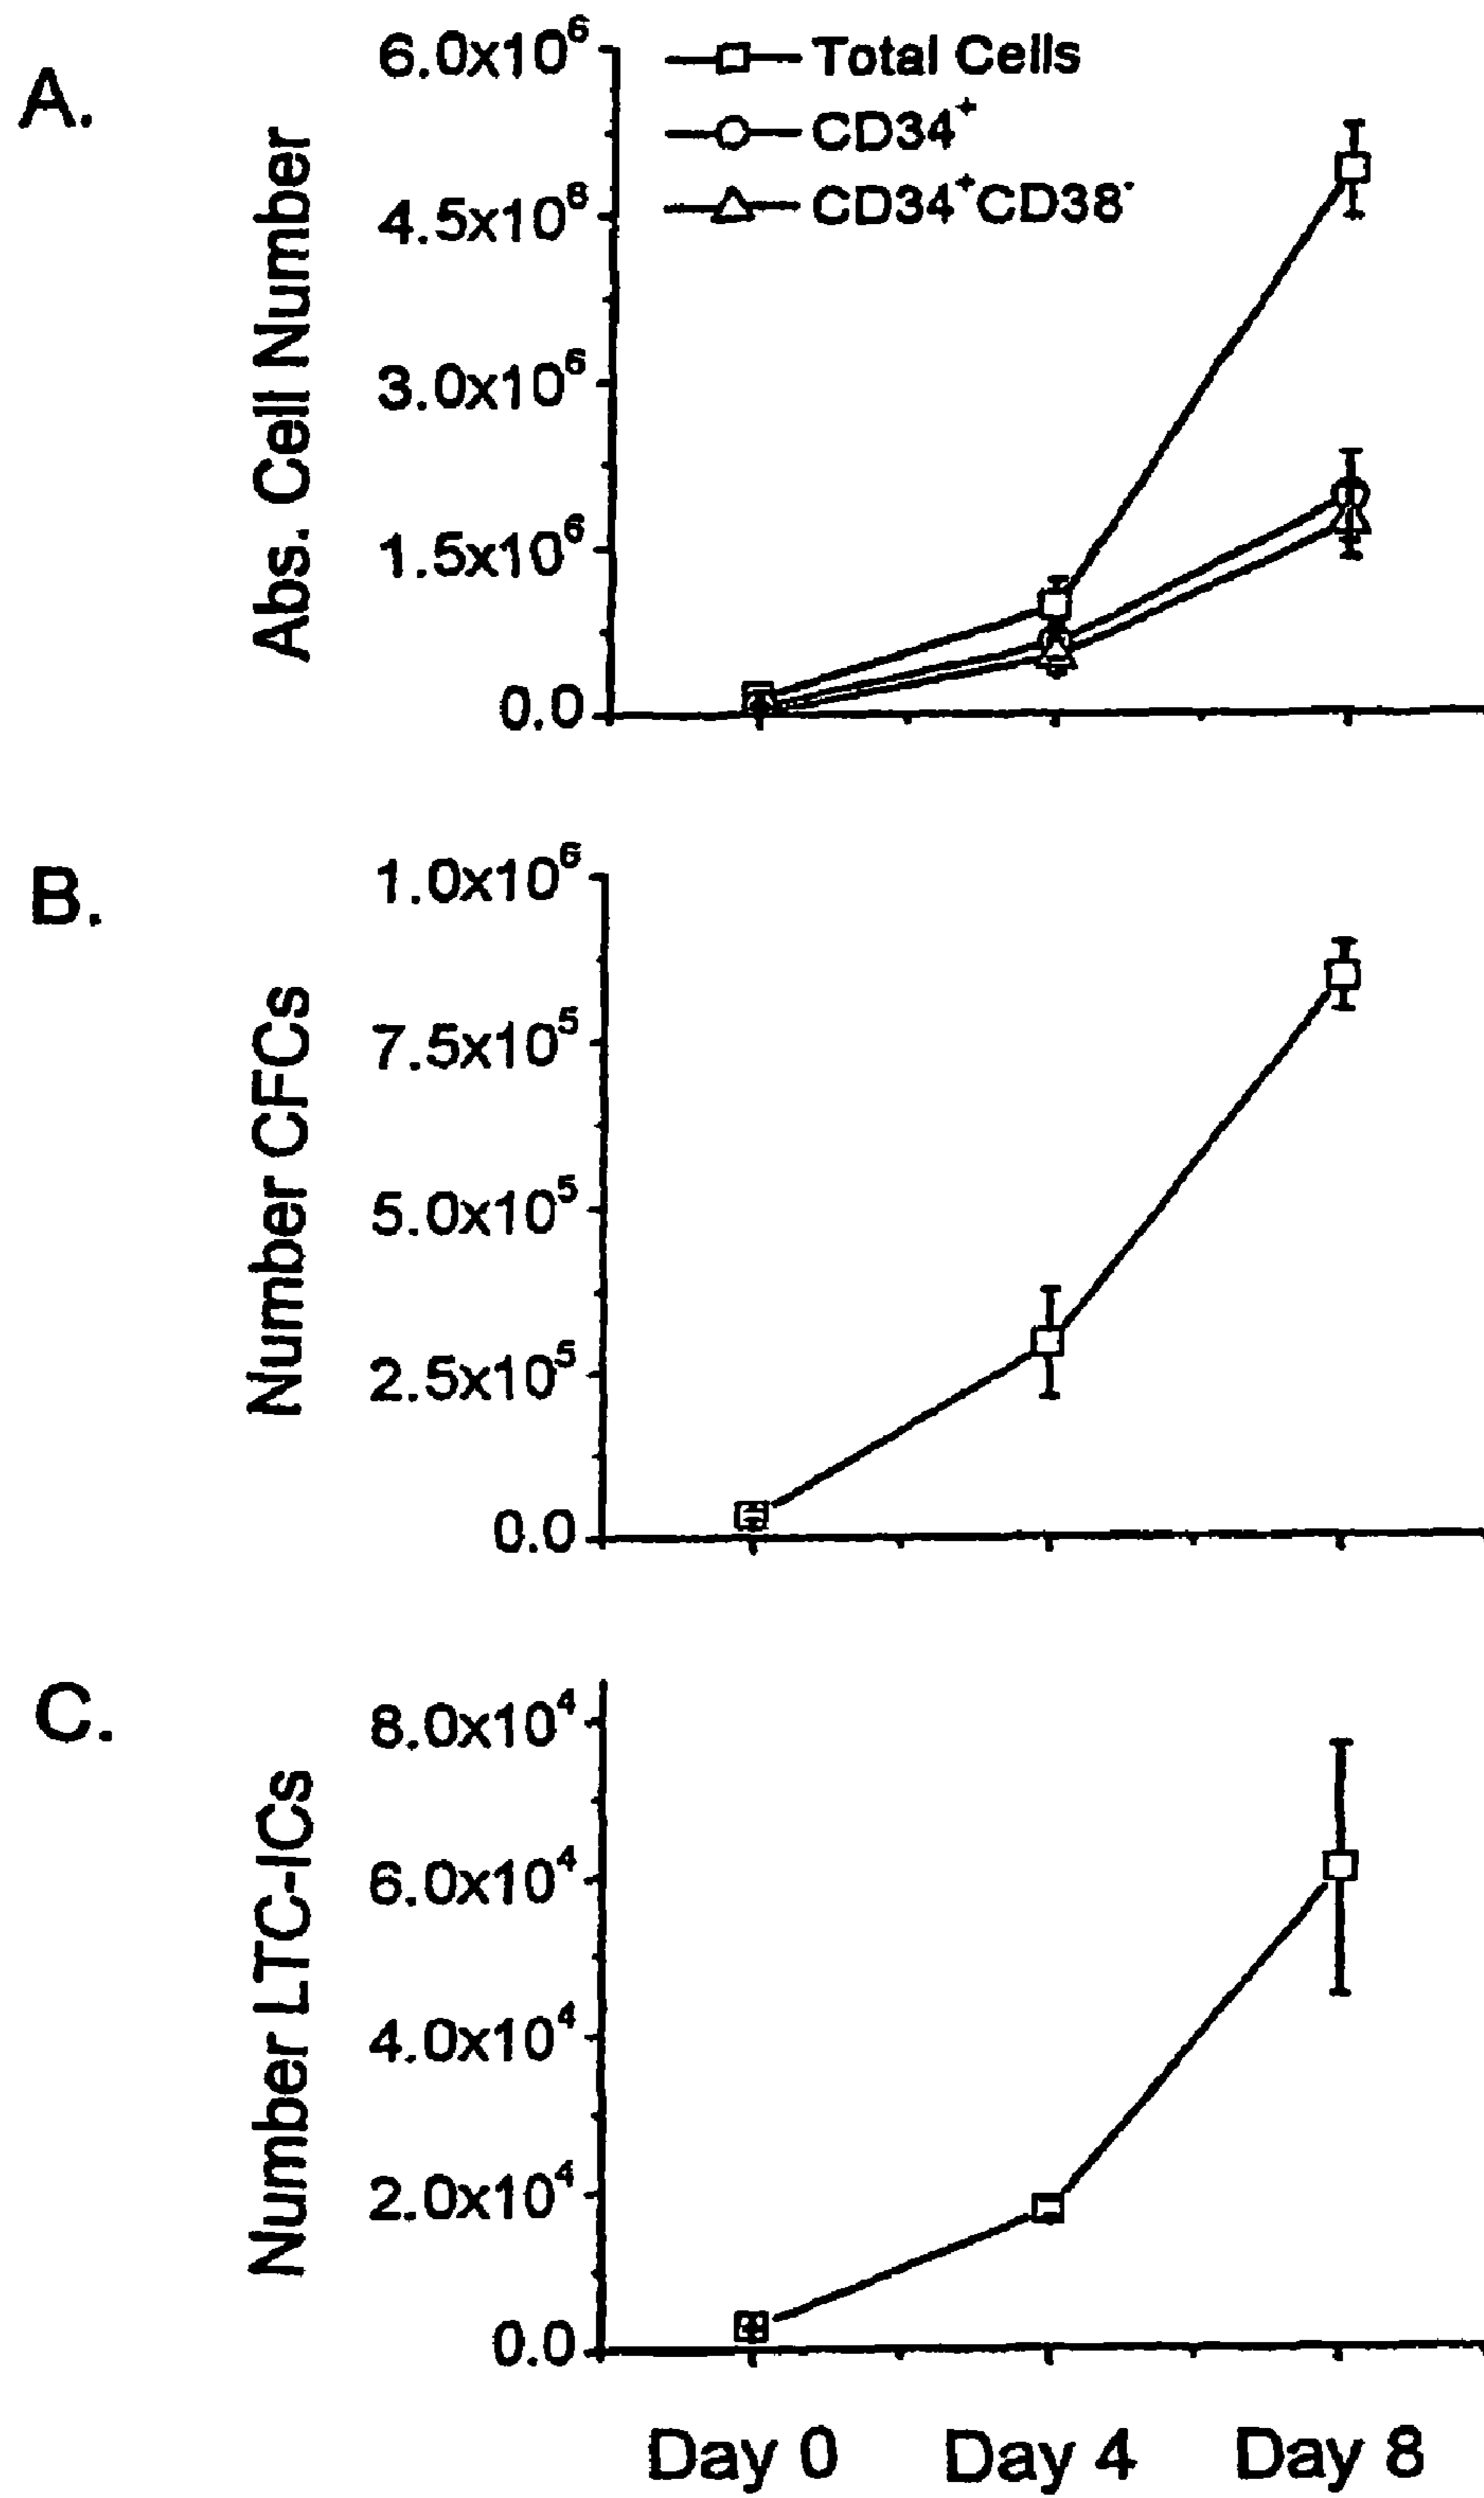 A.
Abs. Cell Number
6.0x10⁶
4.5x10⁶
3.0x10⁶
1.5x10⁶
0.0
Total Cells
CD34⁺
CD34⁺CD38⁻
B.
Number CFCs
1.0x10⁶
7.5x10⁵
5.0x10⁵
2.5x10⁵
0.0
C.
Number LTC-ICs
8.0x10⁴
6.0x10⁴
4.0x10⁴
2.0x10⁴
0.0
Day 0 Day 4 Day 8